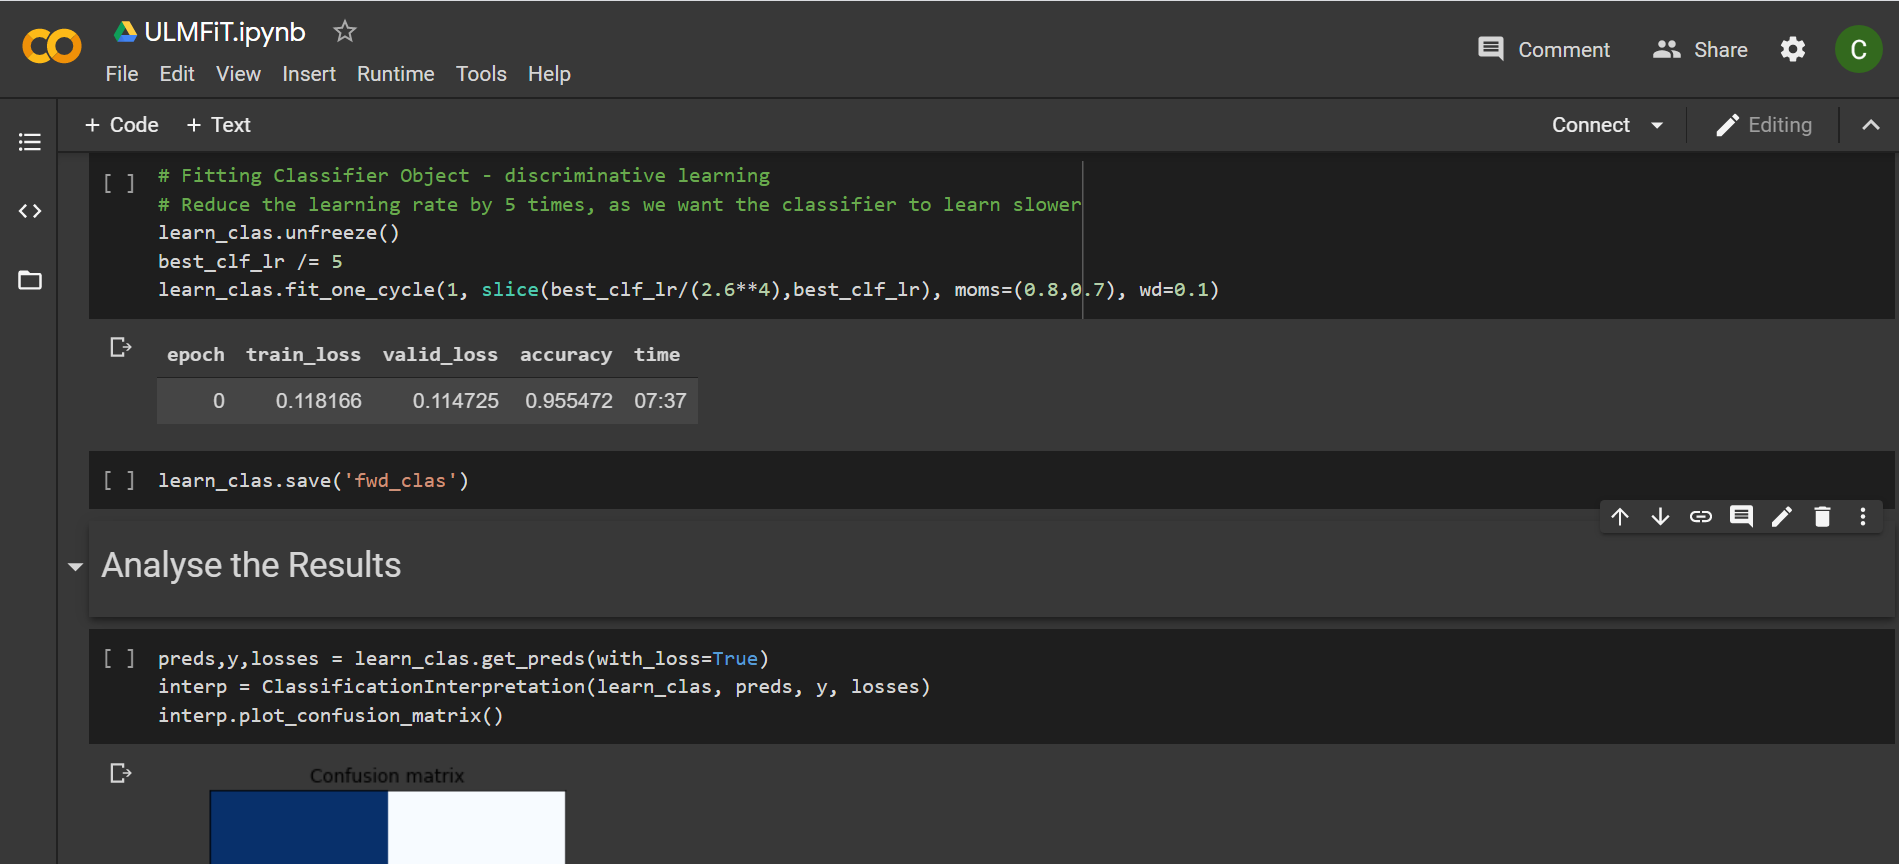 ULMFiT.ipynb
File Edit View Insert Runtime Tools Help
Comment Share C
+ Code + Text
Connect Editing
[ ] # Fitting Classifier Object - discriminative learning
# Reduce the learning rate by 5 times, as we want the classifier to learn slower
learn_clas.unfreeze()
best_clf_lr /= 5
learn_clas.fit_one_cycle(1, slice(best_clf_lr/(2.6**4),best_clf_lr), moms=(0.8,0.7), wd=0.1)
epoch train_loss valid_loss accuracy time
0 0.118166 0.114725 0.955472 07:37
[ ] learn_clas.save('fwd_clas')
Analyse the Results
[ ] preds,y,losses = learn_clas.get_preds(with_loss=True)
interp = ClassificationInterpretation(learn_clas, preds, y, losses)
interp.plot_confusion_matrix()
Confusion matrix